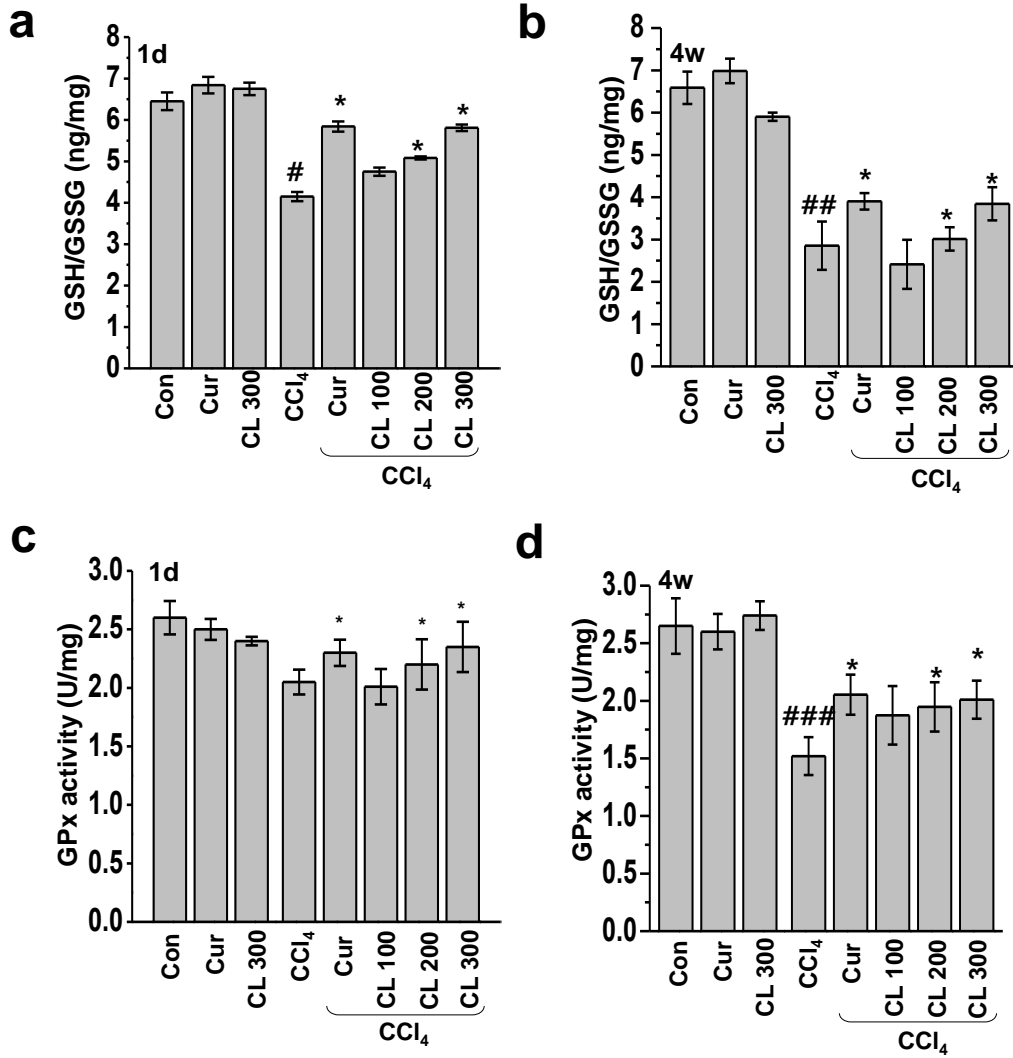 a
1d
GSH/GSSG (ng/mg)
8
7
6
5
4
3
2
1
0
#
*
*
*
Con
Cur
CL 300
CCl₄
Cur
CL 100
CL 200
CL 300
CCl₄
b
4w
GSH/GSSG (ng/mg)
8
7
6
5
4
3
2
1
0
##
*
*
*
Con
Cur
CL 300
CCl₄
Cur
CL 100
CL 200
CL 300
CCl₄
c
1d
GPx activity (U/mg)
3.0
2.5
2.0
1.5
1.0
0.5
0.0
*
*
*
Con
Cur
CL 300
CCl₄
Cur
CL 100
CL 200
CL 300
CCl₄
d
4w
GPx activity (U/mg)
3.0
2.5
2.0
1.5
1.0
0.5
0.0
###
*
*
*
Con
Cur
CL 300
CCl₄
Cur
CL 100
CL 200
CL 300
CCl₄